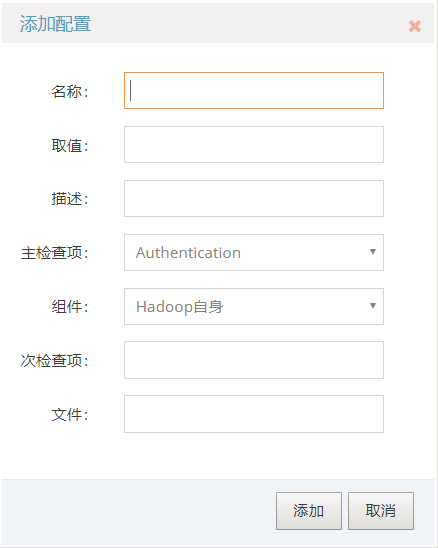 添加配置
名称：
取值：
描述：
主检查项： Authentication
组件： Hadoop自身
次检查项：
文件：
添加 取消